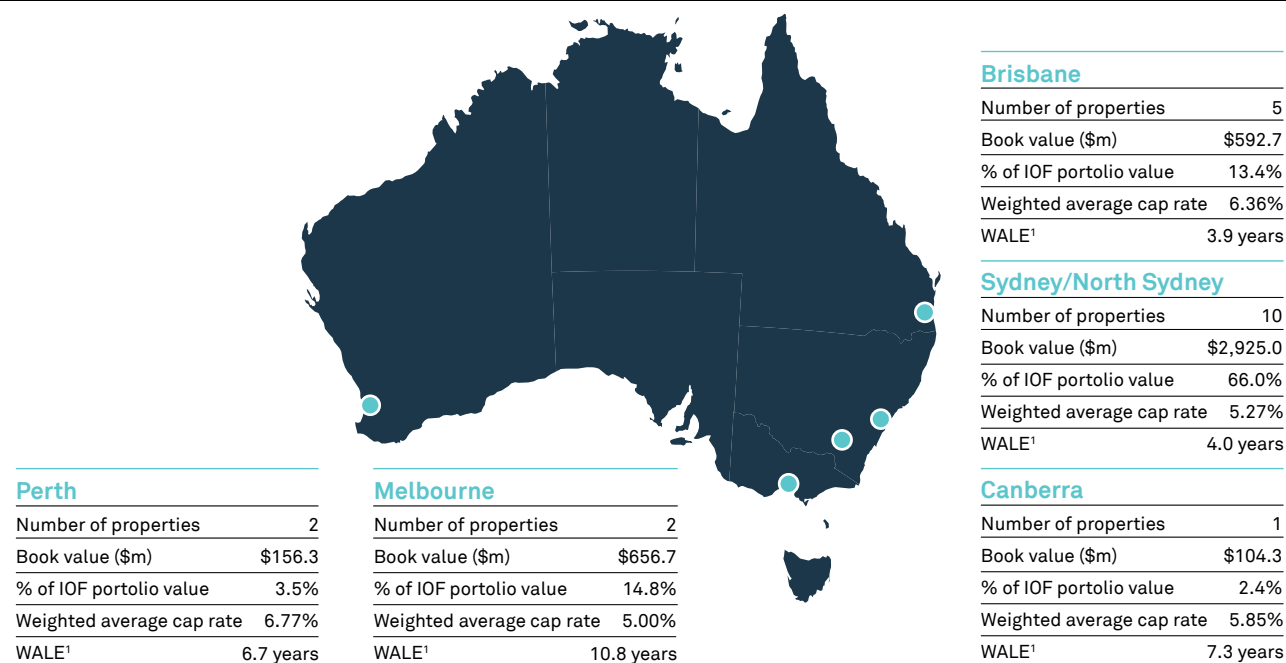 Brisbane
Number of properties 5
Book value ($m) $592.7
% of IOF portolio value 13.4%
Weighted average cap rate 6.36%
WALE¹ 3.9 years
Sydney/North Sydney
Number of properties 10
Book value ($m) $2,925.0
% of IOF portolio value 66.0%
Weighted average cap rate 5.27%
WALE¹ 4.0 years
Perth
Number of properties 2
Book value ($m) $156.3
% of IOF portolio value 3.5%
Weighted average cap rate 6.77%
WALE¹ 6.7 years
Melbourne
Number of properties 2
Book value ($m) $656.7
% of IOF portolio value 14.8%
Weighted average cap rate 5.00%
WALE¹ 10.8 years
Canberra
Number of properties 1
Book value ($m) $104.3
% of IOF portolio value 2.4%
Weighted average cap rate 5.85%
WALE¹ 7.3 years